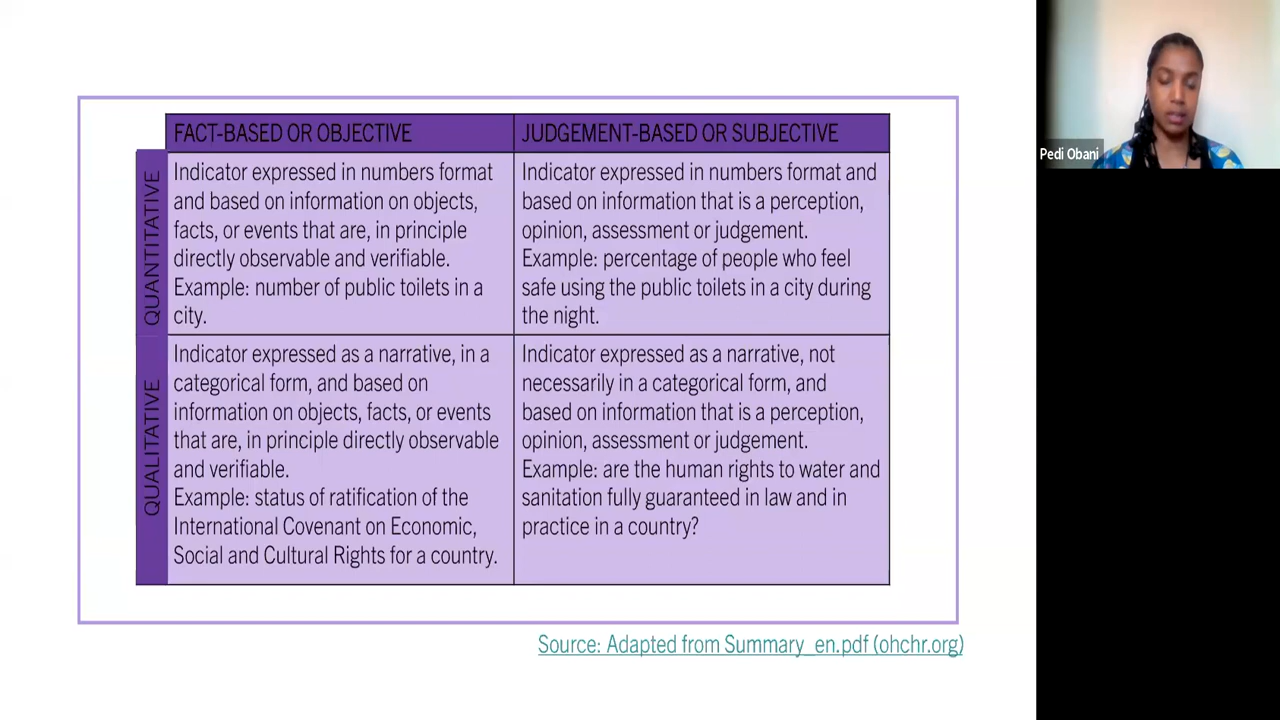 FACT-BASED OR OBJECTIVE
JUDGEMENT-BASED OR SUBJECTIVE
QUANTITATIVE
Indicator expressed in numbers format
and based on information on objects,
facts, or events that are, in principle
directly observable and verifiable.
Example: number of public toilets in a
city.
Indicator expressed in numbers format and
based on information that is a perception,
opinion, assessment or judgement.
Example: percentage of people who feel
safe using the public toilets in a city during
the night.
QUALITATIVE
Indicator expressed as a narrative, in a
categorical form, and based on
information on objects, facts, or events
that are, in principle directly observable
and verifiable.
Example: status of ratification of the
International Covenant on Economic,
Social and Cultural Rights for a country.
Indicator expressed as a narrative, not
necessarily in a categorical form, and
based on information that is a perception,
opinion, assessment or judgement.
Example: are the human rights to water and
sanitation fully guaranteed in law and in
practice in a country?
Source: Adapted from Summary_en.pdf (ohchr.org)
Pedi Obani